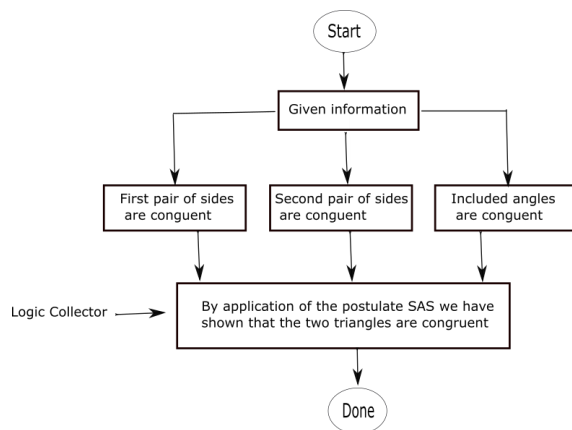 Start
Given information
First pair of sides
are conguent
Second pair of sides
are conguent
Included angles
are conguent
Logic Collector
By application of the postulate SAS we have
shown that the two triangles are congruent
Done